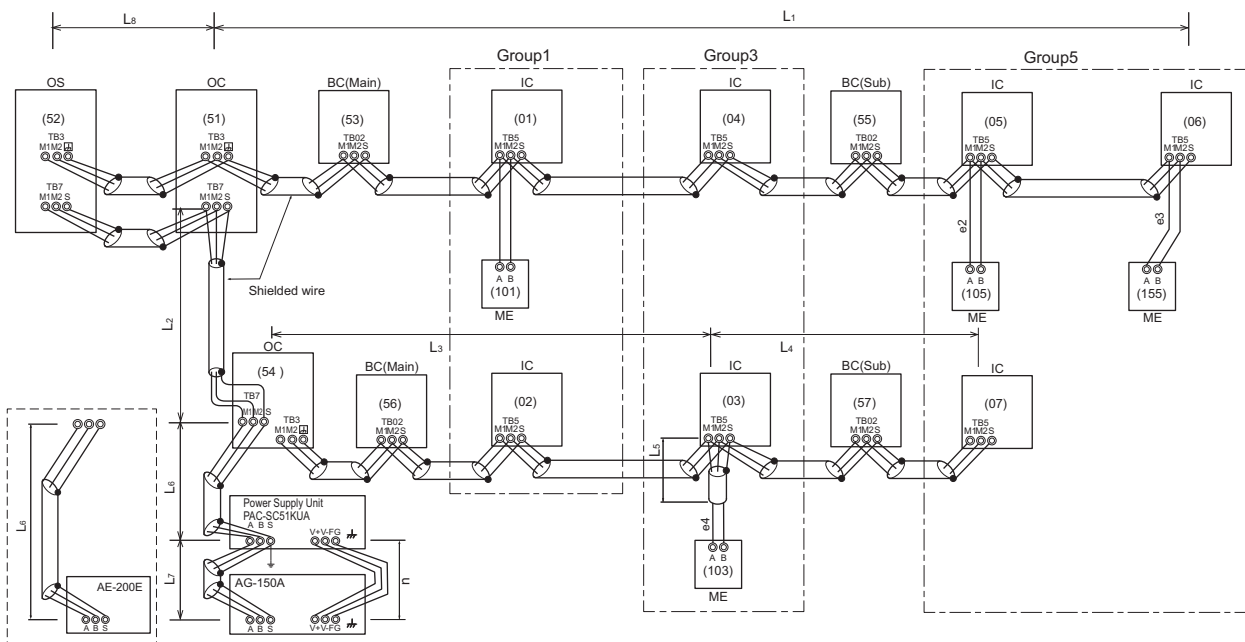 L8
L1
Group1
Group3
Group5
OS
OC
BC(Main)
IC
IC
BC(Sub)
IC
IC
(52)
(51)
(53)
(01)
(04)
(55)
(05)
(06)
TB3
M1M2
TB3
M1M2
TB02
M1M2S
TB5
M1M2S
TB5
M1M2S
TB02
M1M2S
TB5
M1M2S
TB5
M1M2S
TB7
M1M2 S
TB7
M1M2 S
e2
e3
Shielded wire
A B
(101)
ME
A B
(105)
ME
A B
(155)
ME
L2
L3
L4
OC
BC(Main)
IC
IC
BC(Sub)
IC
(54 )
(56)
(02)
(03)
(57)
(07)
TB7
M1M2 S
TB3
M1M2
TB02
M1M2S
TB5
M1M2S
TB5
M1M2S
TB02
M1M2S
TB5
M1M2S
L5
e4
A B
(103)
ME
L6
L6
Power Supply Unit
PAC-SC51KUA
A B S
V+V-FG
L7
n
AG-150A
A B S
V+V-FG
AE-200E
A B S